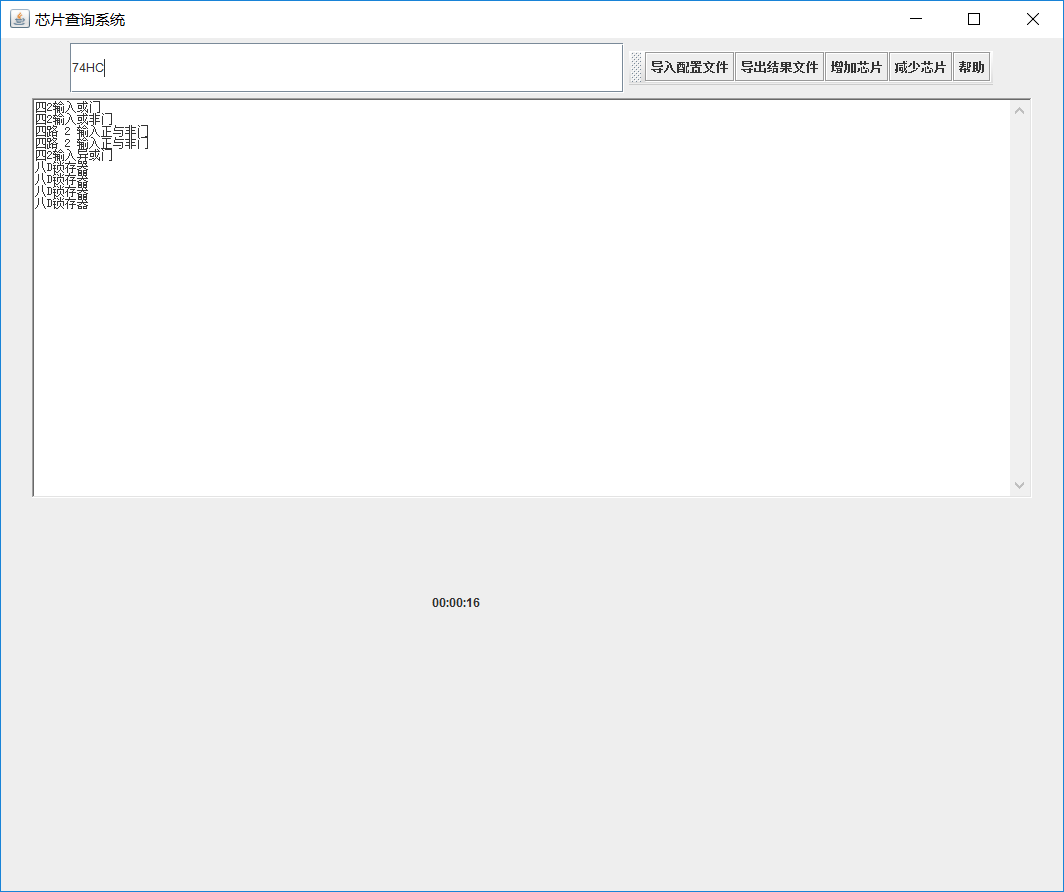 芯片查询系统
74HC
导入配置文件 导出结果文件 增加芯片 减少芯片 帮助
四2输入或门
四2输入或非门
四路 2 输入正与非门
四路 2 输入正与非门
四2输入异或门
八D锁存器
八D锁存器
八D锁存器
八D锁存器
00:00:16